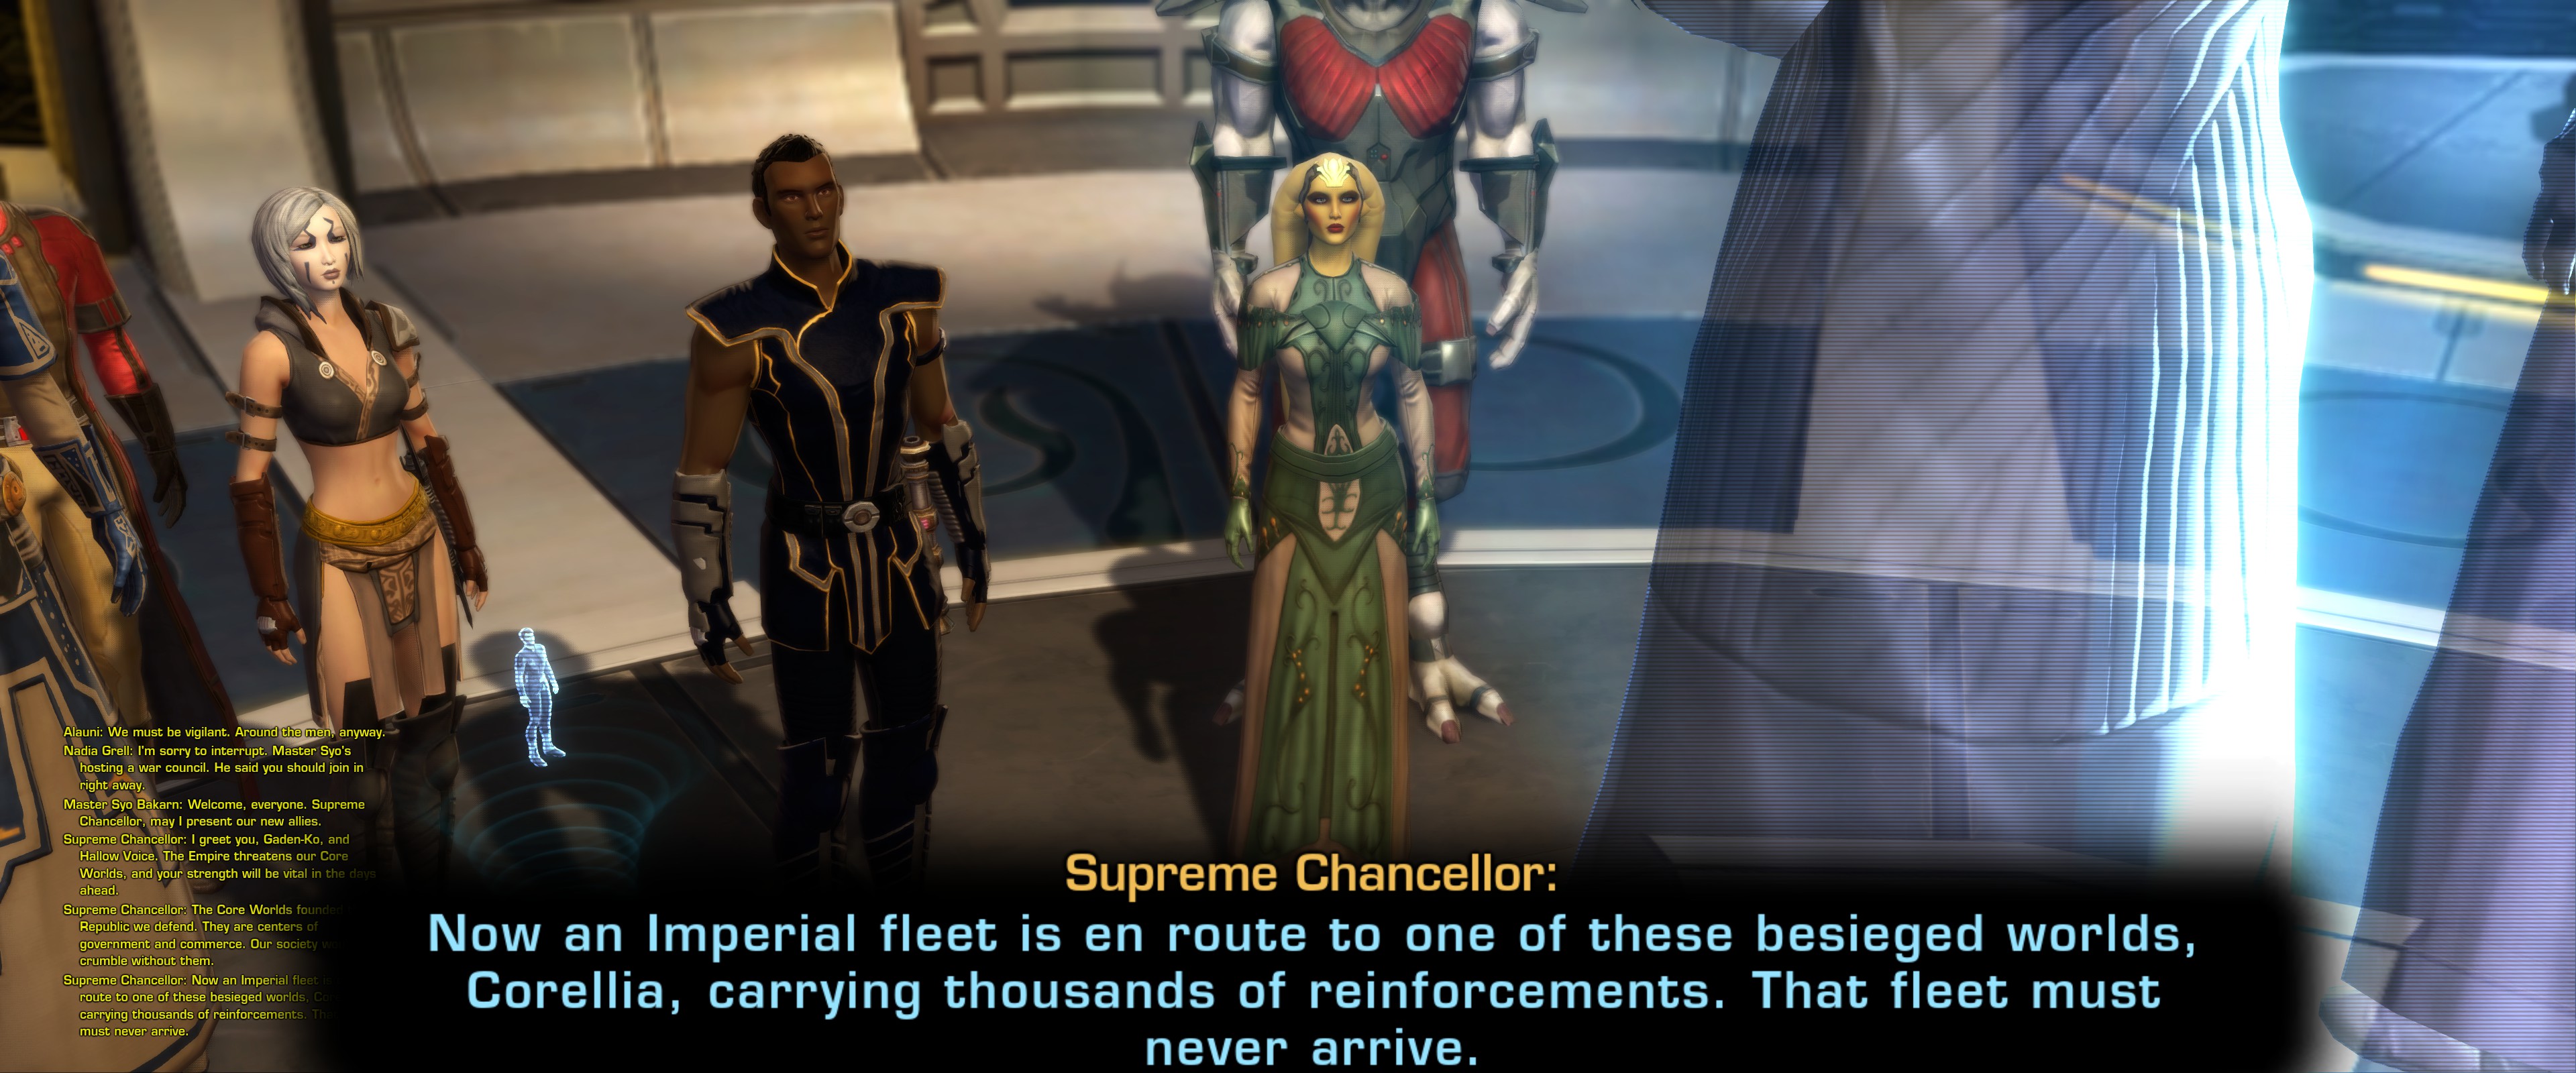 Alauni: We must be vigilant. Around the men, anyway.
Nadia Grell: I'm sorry to interrupt. Master Syo's
hosting a war council. He said you should join in
right away.
Master Syo Bakarn: Welcome, everyone. Supreme
Chancellor, may I present our new allies.
Supreme Chancellor: I greet you, Gaden-Ko, and
Hallow Voice. The Empire threatens our Core
Worlds, and your strength will be vital in the days
ahead.
Supreme Chancellor: The Core Worlds founded
Republic we defend. They are centers of
government and commerce. Our society
crumble without them.
Supreme Chancellor: Now an Imperial fleet
route to one of these besieged worlds,
carrying thousands of reinforcements.
must never arrive.
Supreme Chancellor:
Now an Imperial fleet is en route to one of these besieged worlds,
Corellia, carrying thousands of reinforcements. That fleet must
never arrive.